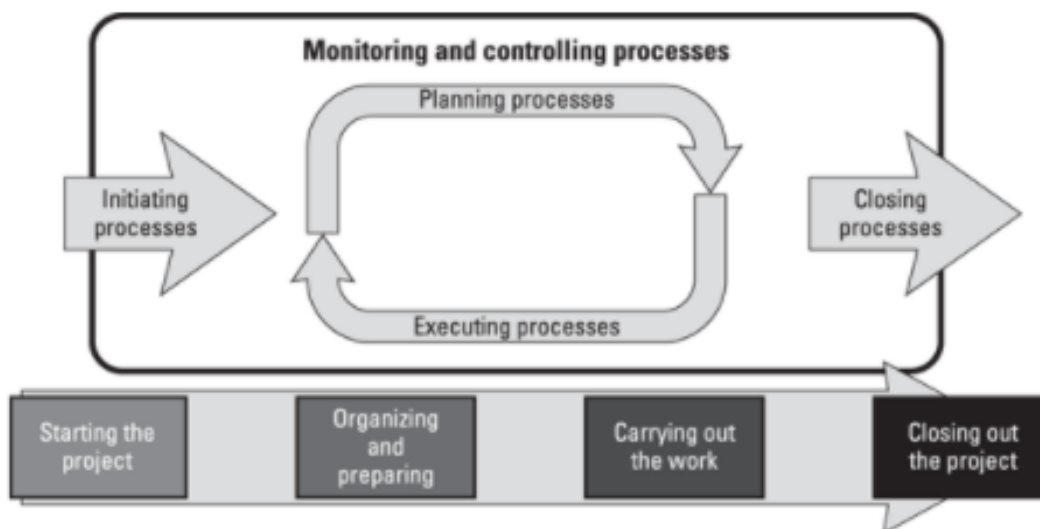 Monitoring and controlling processes
Planning processes
Initiating
processes
Closing
processes
Executing processes
Starting the
project
Organizing
and
preparing
Carrying out
the work
Closing out
the project